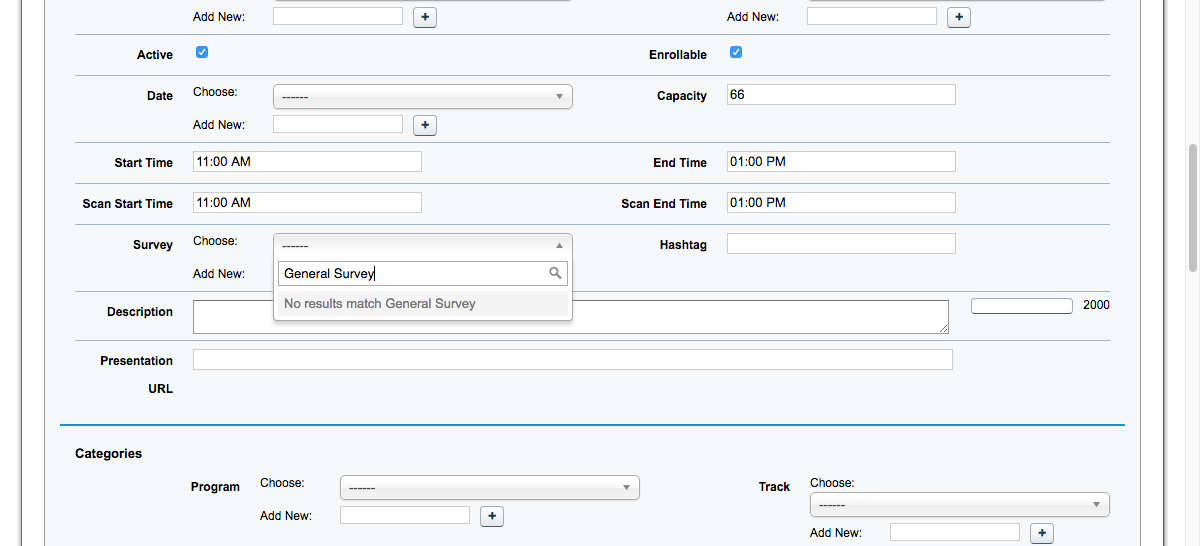 Add New: + Add New: +
Active Enrollable
Date Choose: ------ Capacity 66
Add New: +
Start Time 11:00 AM End Time 01:00 PM
Scan Start Time 11:00 AM Scan End Time 01:00 PM
Survey Choose: ------ Hashtag
Add New: General Survey
No results match General Survey
Description 2000
Presentation
URL
Categories
Program Choose: ------ Track Choose:
------
Add New: +
Add New: +